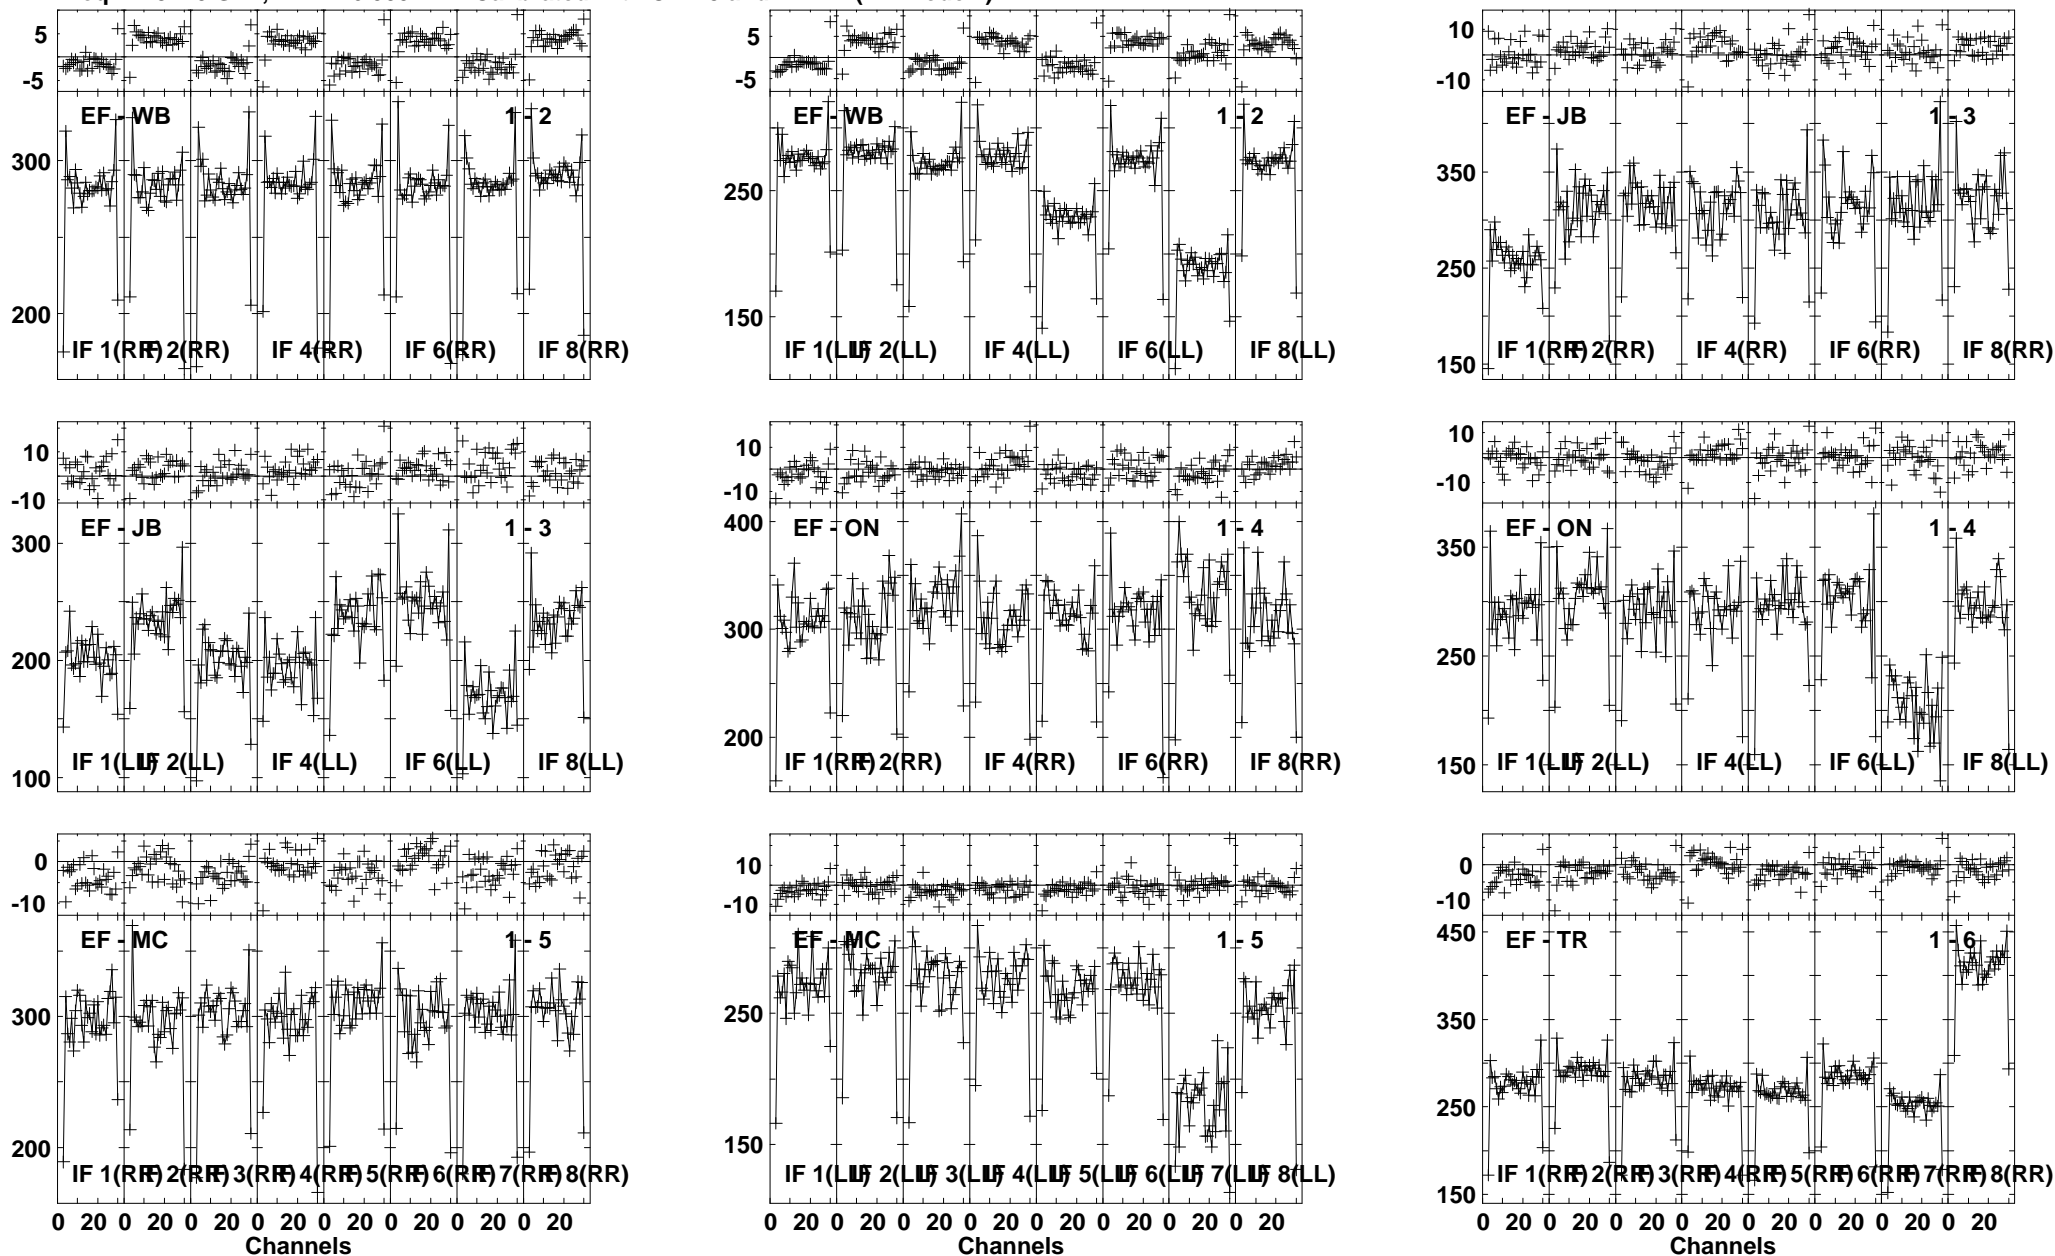 5
-5
EF - WB 1 - 2
300
200
IF 1(RR) IF 2(RR) IF 4(RR) IF 6(RR) IF 8(RR)
5
-5
EF - WB 1 - 2
250
150
IF 1(LL) IF 2(LL) IF 4(LL) IF 6(LL) IF 8(LL)
10
-10
EF - JB 1 - 3
350
250
150
IF 1(RR) IF 2(RR) IF 4(RR) IF 6(RR) IF 8(RR)
10
-10
EF - JB 1 - 3
300
200
100
IF 1(LL) IF 2(LL) IF 4(LL) IF 6(LL) IF 8(LL)
10
-10
EF - ON 1 - 4
400
300
200
IF 1(RR) IF 2(RR) IF 4(RR) IF 6(RR) IF 8(RR)
10
-10
EF - ON 1 - 4
350
250
150
IF 1(LL) IF 2(LL) IF 4(LL) IF 6(LL) IF 8(LL)
0
-10
EF - MC 1 - 5
300
200
IF 1(RR) IF 2(RR) IF 3(RR) IF 4(RR) IF 5(RR) IF 6(RR) IF 7(RR) IF 8(RR)
0 20 0 20 0 20 0 20 0 20 0 20 0 20 0 20
Channels
10
-10
EF - MC 1 - 5
250
150
IF 1(LL) IF 2(LL) IF 3(LL) IF 4(LL) IF 5(LL) IF 6(LL) IF 7(LL) IF 8(LL)
0 20 0 20 0 20 0 20 0 20 0 20 0 20 0 20
Channels
0
-10
EF - TR 1 - 6
450
350
250
150
IF 1(RR) IF 2(RR) IF 3(RR) IF 4(RR) IF 5(RR) IF 6(RR) IF 7(RR) IF 8(RR)
0 20 0 20 0 20 0 20 0 20 0 20 0 20 0 20
Channels